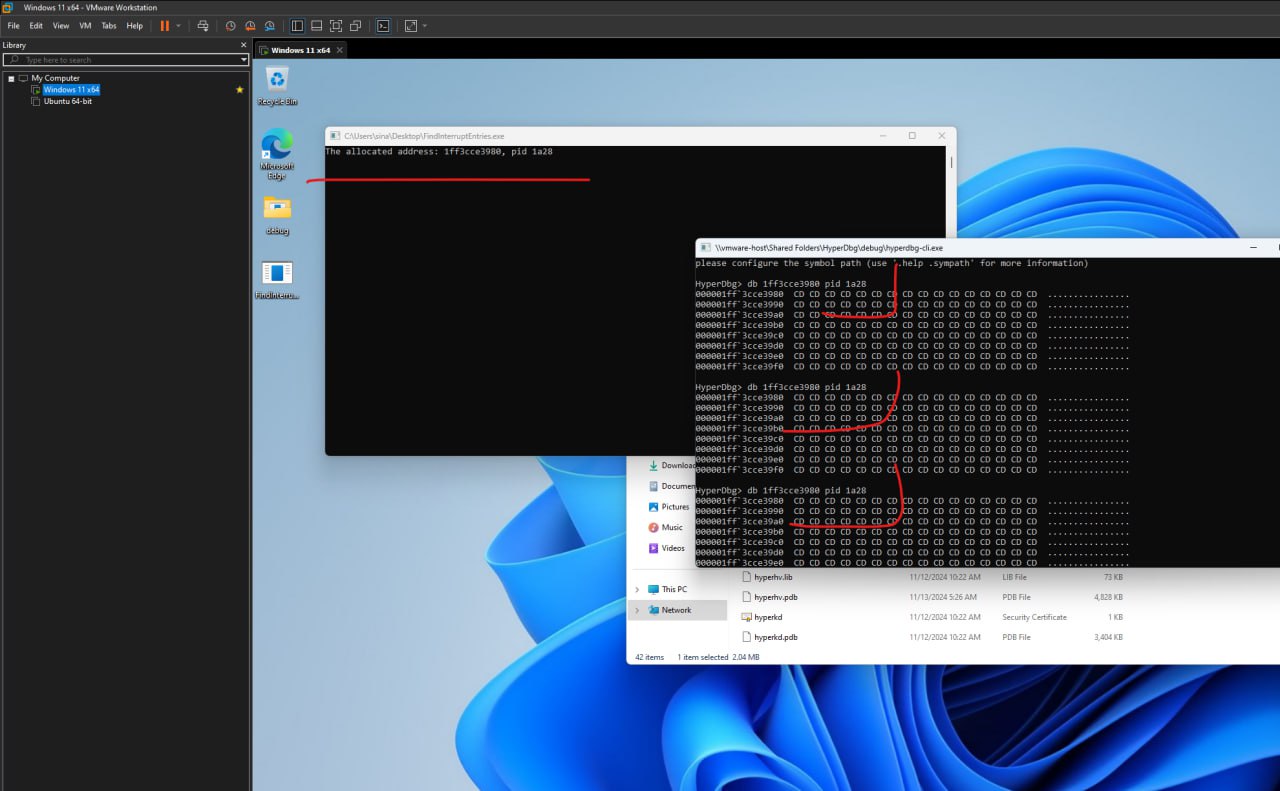 Windows 11 x64 - VMware Workstation
File Edit View VM Tabs Help
Library
Type here to search
My Computer
Windows 11 x64
Ubuntu 64-bit
Windows 11 x64
Recycle Bin
Microsoft
Edge
debug
FindInterru...
C:\Users\sina\Desktop\FindInterruptEntries.exe
The allocated address: 1ff3cce3980, pid 1a28
\\vmware-host\Shared Folders\HyperDbg\debug\hyperdbg-cli.exe
please configure the symbol path (use '.help .sympath' for more information)
HyperDbg> db 1ff3cce3980 pid 1a28
000001ff`3cce3980 CD CD CD CD CD CD CD CD CD CD CD CD CD CD CD CD ................
000001ff`3cce3990 CD CD CD CD CD CD CD CD CD CD CD CD CD CD CD CD ................
000001ff`3cce39a0 CD CD CD CD CD CD CD CD CD CD CD CD CD CD CD CD ................
000001ff`3cce39b0 CD CD CD CD CD CD CD CD CD CD CD CD CD CD CD CD ................
000001ff`3cce39c0 CD CD CD CD CD CD CD CD CD CD CD CD CD CD CD CD ................
000001ff`3cce39d0 CD CD CD CD CD CD CD CD CD CD CD CD CD CD CD CD ................
000001ff`3cce39e0 CD CD CD CD CD CD CD CD CD CD CD CD CD CD CD CD ................
000001ff`3cce39f0 CD CD CD CD CD CD CD CD CD CD CD CD CD CD CD CD ................
HyperDbg> db 1ff3cce3980 pid 1a28
000001ff`3cce3980 CD CD CD CD CD CD CD CD CD CD CD CD CD CD CD CD ................
000001ff`3cce3990 CD CD CD CD CD CD CD CD CD CD CD CD CD CD CD CD ................
000001ff`3cce39a0 CD CD CD CD CD CD CD CD CD CD CD CD CD CD CD CD ................
000001ff`3cce39b0 CD CD CD CD CD CD CD CD CD CD CD CD CD CD CD CD ................
000001ff`3cce39c0 CD CD CD CD CD CD CD CD CD CD CD CD CD CD CD CD ................
000001ff`3cce39d0 CD CD CD CD CD CD CD CD CD CD CD CD CD CD CD CD ................
000001ff`3cce39e0 CD CD CD CD CD CD CD CD CD CD CD CD CD CD CD CD ................
000001ff`3cce39f0 CD CD CD CD CD CD CD CD CD CD CD CD CD CD CD CD ................
HyperDbg> db 1ff3cce3980 pid 1a28
000001ff`3cce3980 CD CD CD CD CD CD CD CD CD CD CD CD CD CD CD CD ................
000001ff`3cce3990 CD CD CD CD CD CD CD CD CD CD CD CD CD CD CD CD ................
000001ff`3cce39a0 CD CD CD CD CD CD CD CD CD CD CD CD CD CD CD CD ................
000001ff`3cce39b0 CD CD CD CD CD CD CD CD CD CD CD CD CD CD CD CD ................
000001ff`3cce39c0 CD CD CD CD CD CD CD CD CD CD CD CD CD CD CD CD ................
000001ff`3cce39d0 CD CD CD CD CD CD CD CD CD CD CD CD CD CD CD CD ................
000001ff`3cce39e0 CD CD CD CD CD CD CD CD CD CD CD CD CD CD CD CD ................
Download
Documen
Pictures
Music
Videos
This PC
Network
hyperhv.lib 11/12/2024 10:22 AM LIB File 73 KB
hyperhv.pdb 11/13/2024 5:26 AM PDB File 4,828 KB
hyperkd 11/12/2024 10:22 AM Security Certificate 1 KB
hyperkd.pdb 11/12/2024 10:22 AM PDB File 3,404 KB
42 items 1 item selected 2.04 MB